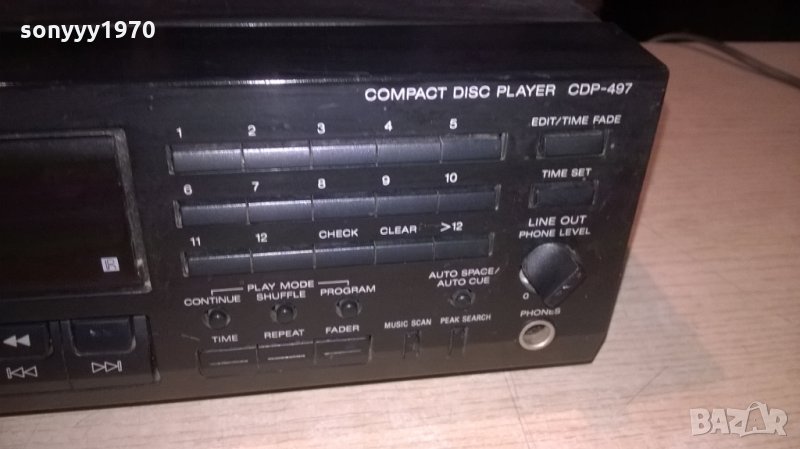 sonyyy1970
COMPACT DISC PLAYER CDP-497
EDIT/TIME FADE
1 2 3 4 5
TIME SET
6 7 8 9 10
LINE OUT
PHONE LEVEL
11 12 CHECK CLEAR >12
0
AUTO SPACE/
AUTO CUE
PLAY MODE
CONTINUE SHUFFLE PROGRAM
PHONES
TIME REPEAT FADER MUSIC SCAN PEAK SEARCH
BAZAR